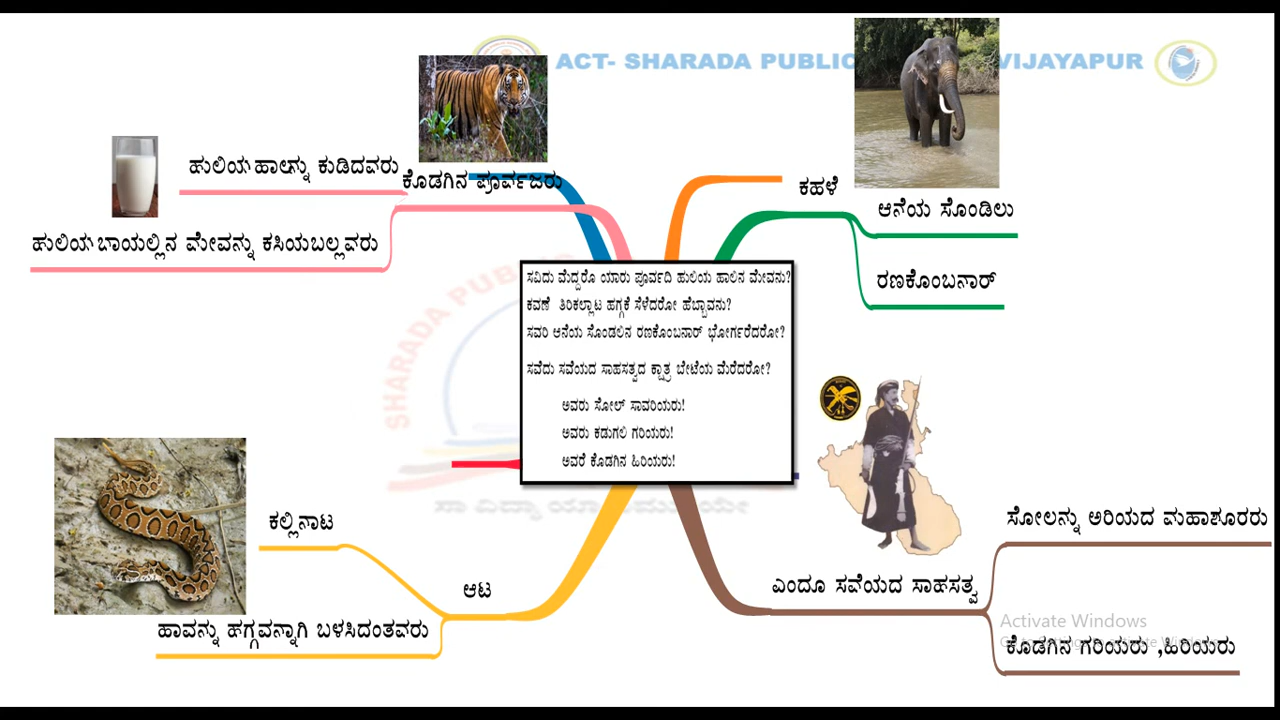 ACT- SHARADA PUBLIC
VIJAYAPUR
ಹುಲಿಯ ಹಾಲನ್ನು ಕುಡಿದವರು
ಕೊಡಗಿನ ಪೂರ್ವಜರು
ಹುಲಿಯ ಬಾಯಲ್ಲಿನ ಮೇವನ್ನು ಕಸಿಯಬಲ್ಲವರು
ಕಹಳೆ
ಆನೆಯ ಸೊಂಡಿಲು
ರಣಕೊಂಬನಾರ್
ಸವಿದು ಮೆದ್ದರೊ ಯಾರು ಪೂರ್ವದಿ ಹುಲಿಯ ಹಾಲಿನ ಮೇವನು?
ಕವಣೆ ತಿರಿಕಲ್ಲಾಟ ಹಗ್ಗಕೆ ಸೆಳೆದರೋ ಹೆಬ್ಬಾವನು?
ಸವರಿ ಆನೆಯ ಸೊಂಡಲಿನ ರಣಕೊಂಬನಾರ್ ಭೋರ್ಗರೆದರೋ?
ಸವೆದು ಸವೆಯದ ಸಾಹಸತ್ವದ ಕ್ಷಾತ್ರ ಬೇಟೆಯ ಮೆರೆದರೋ?
ಅವರು ಸೋಲ್ ಸಾವರಿಯರು!
ಅವರು ಕಡುಗಲಿ ಗರಿಯರು!
ಅವರೆ ಕೊಡಗಿನ ಹಿರಿಯರು!
SHARADA PUBLIC
ಕಲ್ಲಿನಾಟ
ಆಟ
ಹಾವನ್ನು ಹಗ್ಗವನ್ನಾಗಿ ಬಳಸಿದಂತವರು
ಸೋಲನ್ನು ಅರಿಯದ ಮಹಾಶೂರರು
ಎಂದೂ ಸವೆಯದ ಸಾಹಸತ್ವ
Activate Windows
ಕೊಡಗಿನ ಗರಿಯರು ,ಹಿರಿಯರು